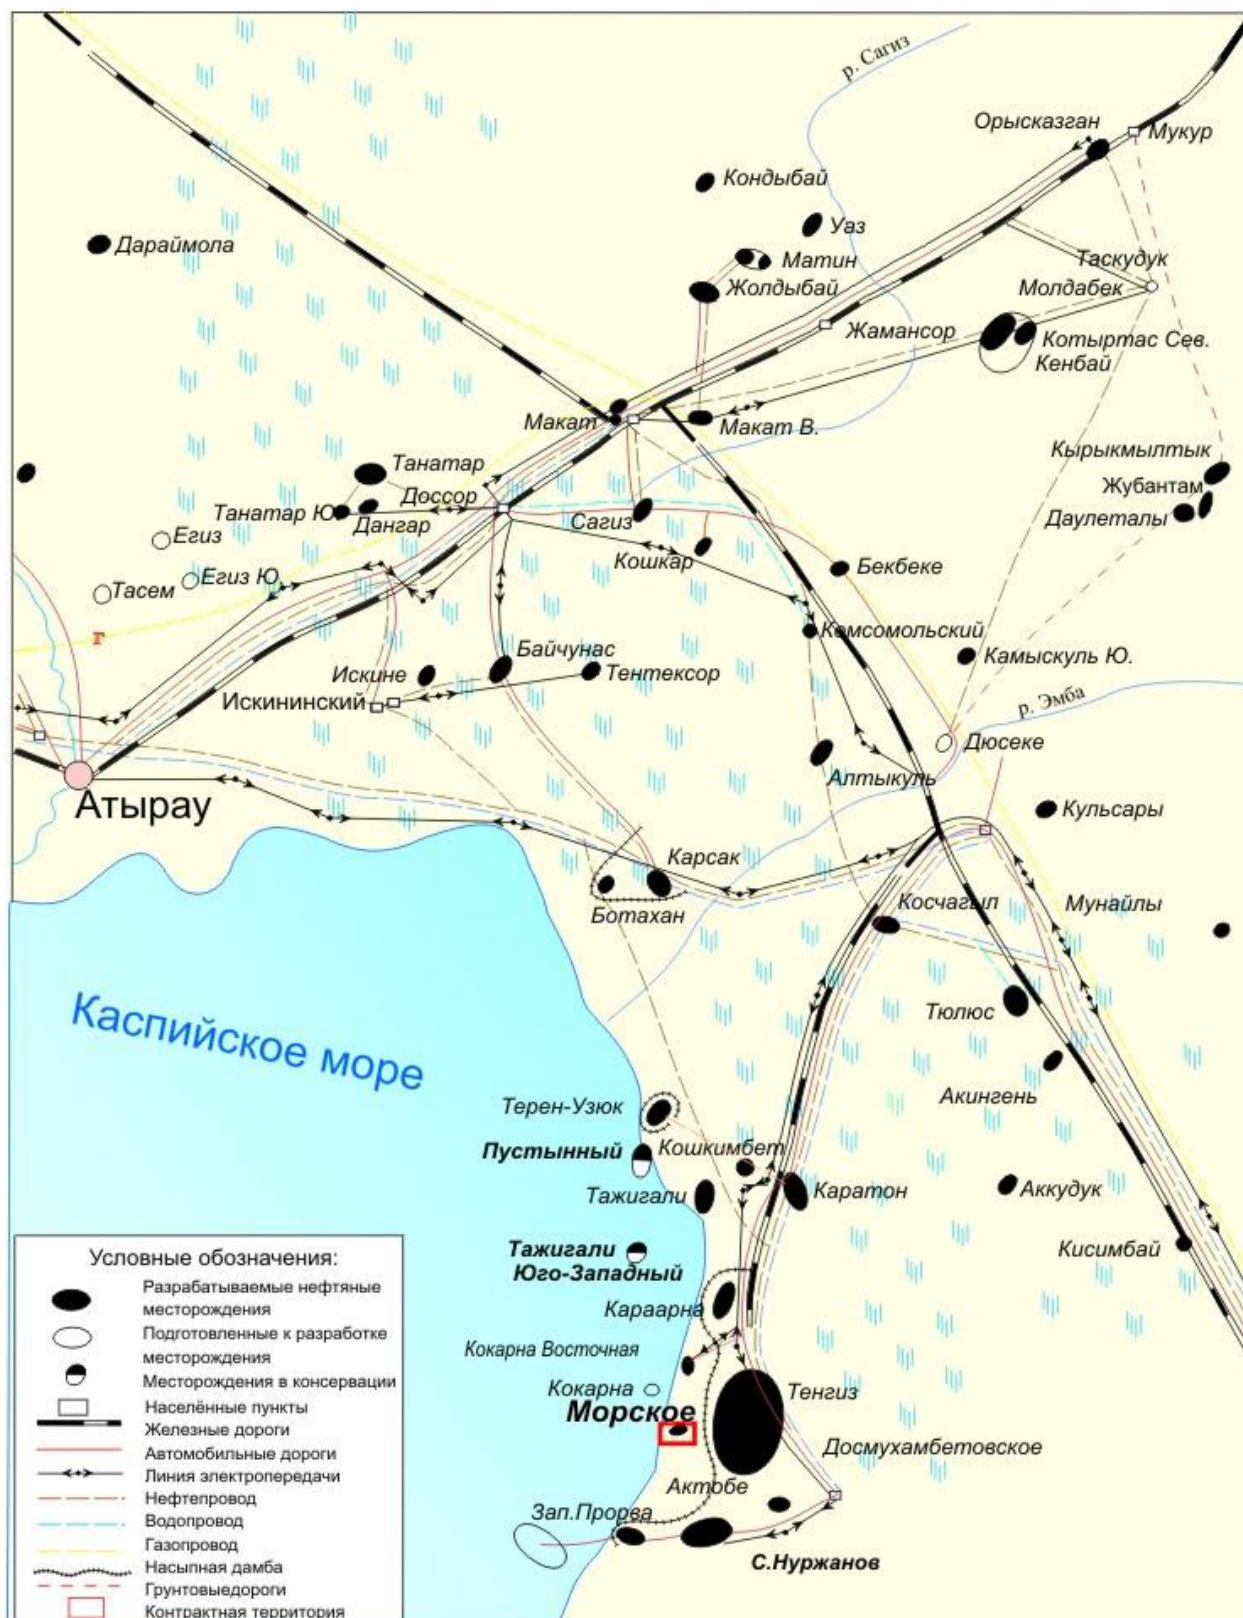 р. Сагиз
Орысказган
Мукур
Кондыбай
Уаз
Дараймола
Матин
Таскудук
Жолдыбай
Молдабек
Жамансор
Котыртас Сев.
Кенбай
Макат
Макат В.
Танатар
Кырыкмылтык
Доссор
Жубантам
Танатар Ю.
Дангар
Сагиз
Даулеталы
Егиз
Кошкар
Бекбеке
Егиз Ю.
Тасем
г
Комсомольский
Байчунас
Камыскуль Ю.
Искине
Тентексор
Искининский
р. Эмба
Дюсеке
Алтыкуль
Атырау
Кульсары
Карсак
Косчагыл
Мунайлы
Ботахан
Каспийское море
Тюлюс
Акингень
Терен-Узюк
Пустынный
Кошкимбет
Тажигали
Каратон
Аккудук
Тажигали
Юго-Западный
Кисимбай
Караарна
Кокарна Восточная
Кокарна
Тенгиз
Морское
Досмухамбетовское
Актобе
Зап.Прорва
С.Нуржанов
Условные обозначения:
Разрабатываемые нефтяные
месторождения
Подготовленные к разработке
месторождения
Месторождения в консервации
Населённые пункты
Железные дороги
Автомобильные дороги
Линия электропередачи
Нефтепровод
Водопровод
Газопровод
Насыпная дамба
Грунтовыедороги
Контрактная территория